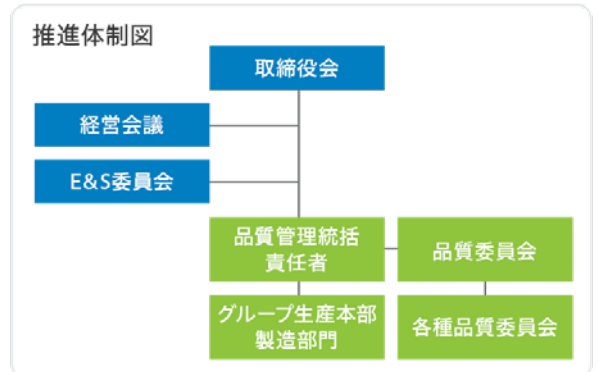 推進体制図
取締役会
経営会議
E&S委員会
品質管理統括
責任者
品質委員会
グループ生産本部
製造部門
各種品質委員会